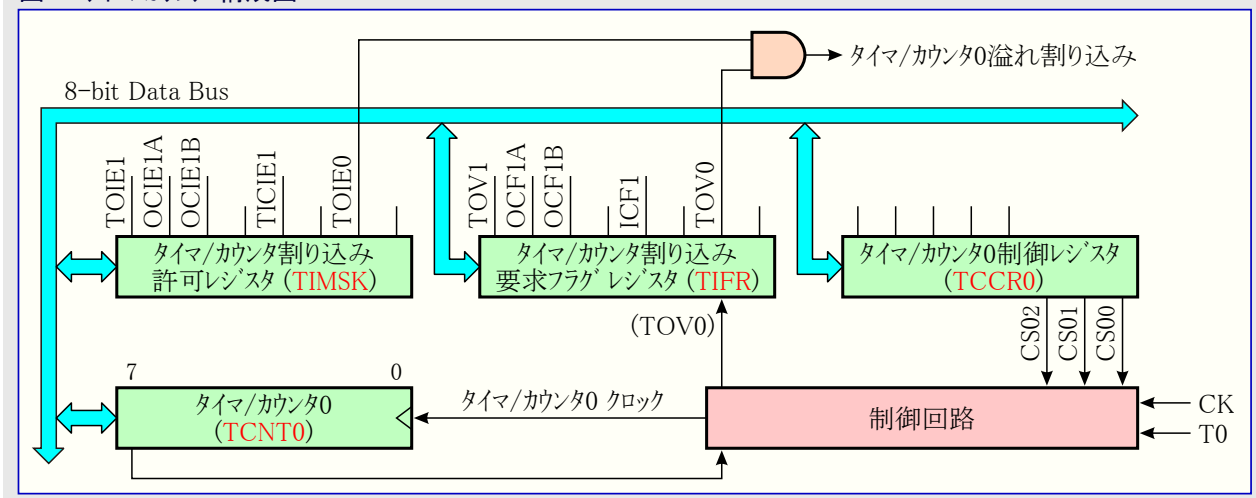 タイマ/カウンタ0溢れ割り込み
8-bit Data Bus
TOIE1
OCIE1A
OCIE1B
TICIE1
TOIE0
TOV1
OCF1A
OCF1B
ICF1
TOV0
タイマ/カウンタ割り込み
許可レジスタ (TIMSK)
タイマ/カウンタ割り込み
要求フラグ レジスタ (TIFR)
タイマ/カウンタ0制御レジスタ
(TCCR0)
(TOV0)
CS02
CS01
CS00
7
0
タイマ/カウンタ0
(TCNT0)
タイマ/カウンタ0 クロック
制御回路
CK
T0